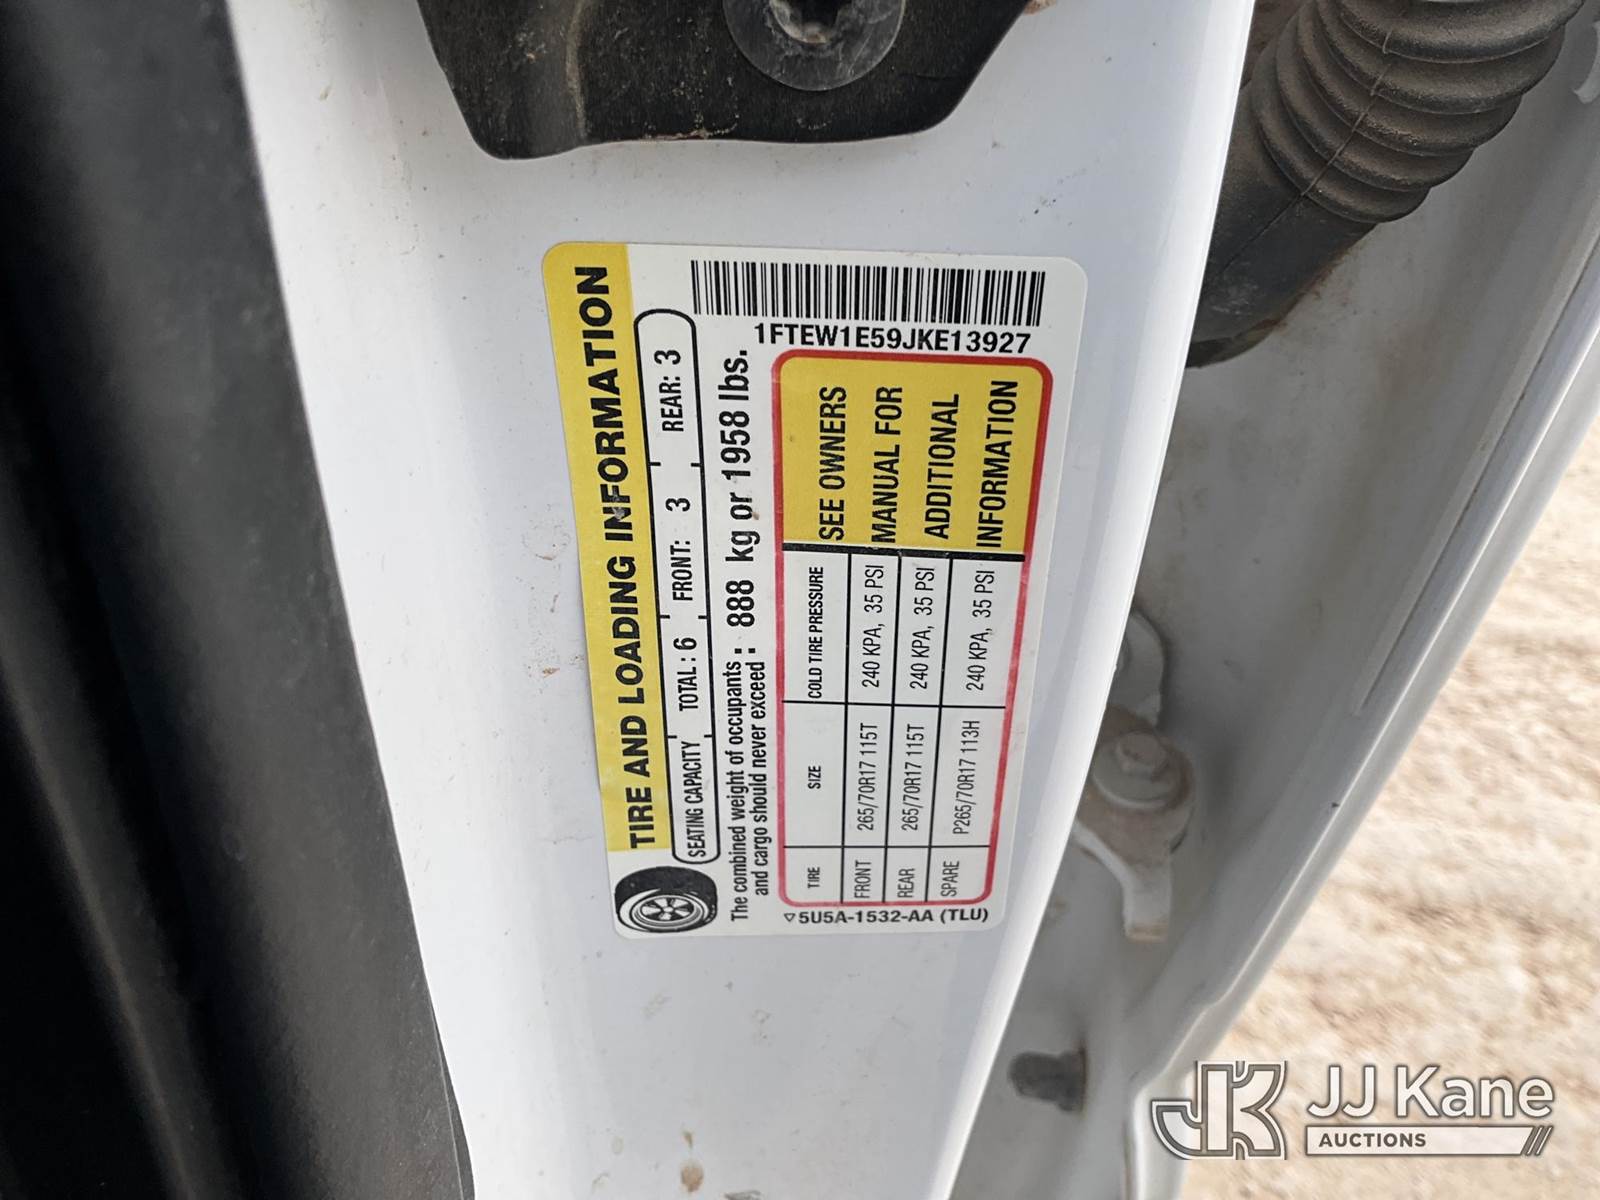 TIRE AND LOADING INFORMATION
SEATING CAPACITY TOTAL: 6 FRONT: 3 REAR: 3
The combined weight of occupants
and cargo should never exceed : 888 kg or 1958 lbs.
1FTEW1E59JKE13927
TIRE SIZE COLD TIRE PRESSURE
FRONT 265/70R17 115T 240 KPA, 35 PSI
REAR 265/70R17 115T 240 KPA, 35 PSI
SPARE P265/70R17 113H 240 KPA, 35 PSI
SEE OWNERS
MANUAL FOR
ADDITIONAL
INFORMATION
▽5U5A-1532-AA (TLU)
JK JJ Kane
AUCTIONS